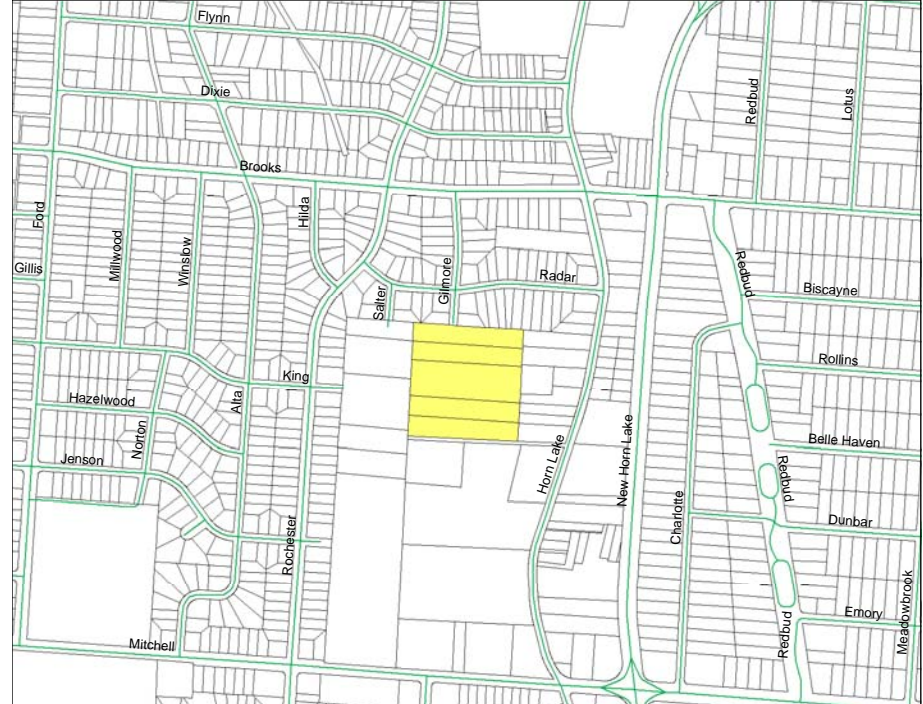 Flynn
Dixie
Redbud
Lotus
Brooks
Ford
Hilda
Millwood
Winslow
Gillis
Salter
Gilmore
Radar
Redbud
Biscayne
Rollins
King
Hazelwood
Alta
Norton
Jenson
Horn Lake
New Horn Lake
Belle Haven
Redbud
Charlotte
Dunbar
Rochester
Meadowbrook
Emory
Redbud
Mitchell